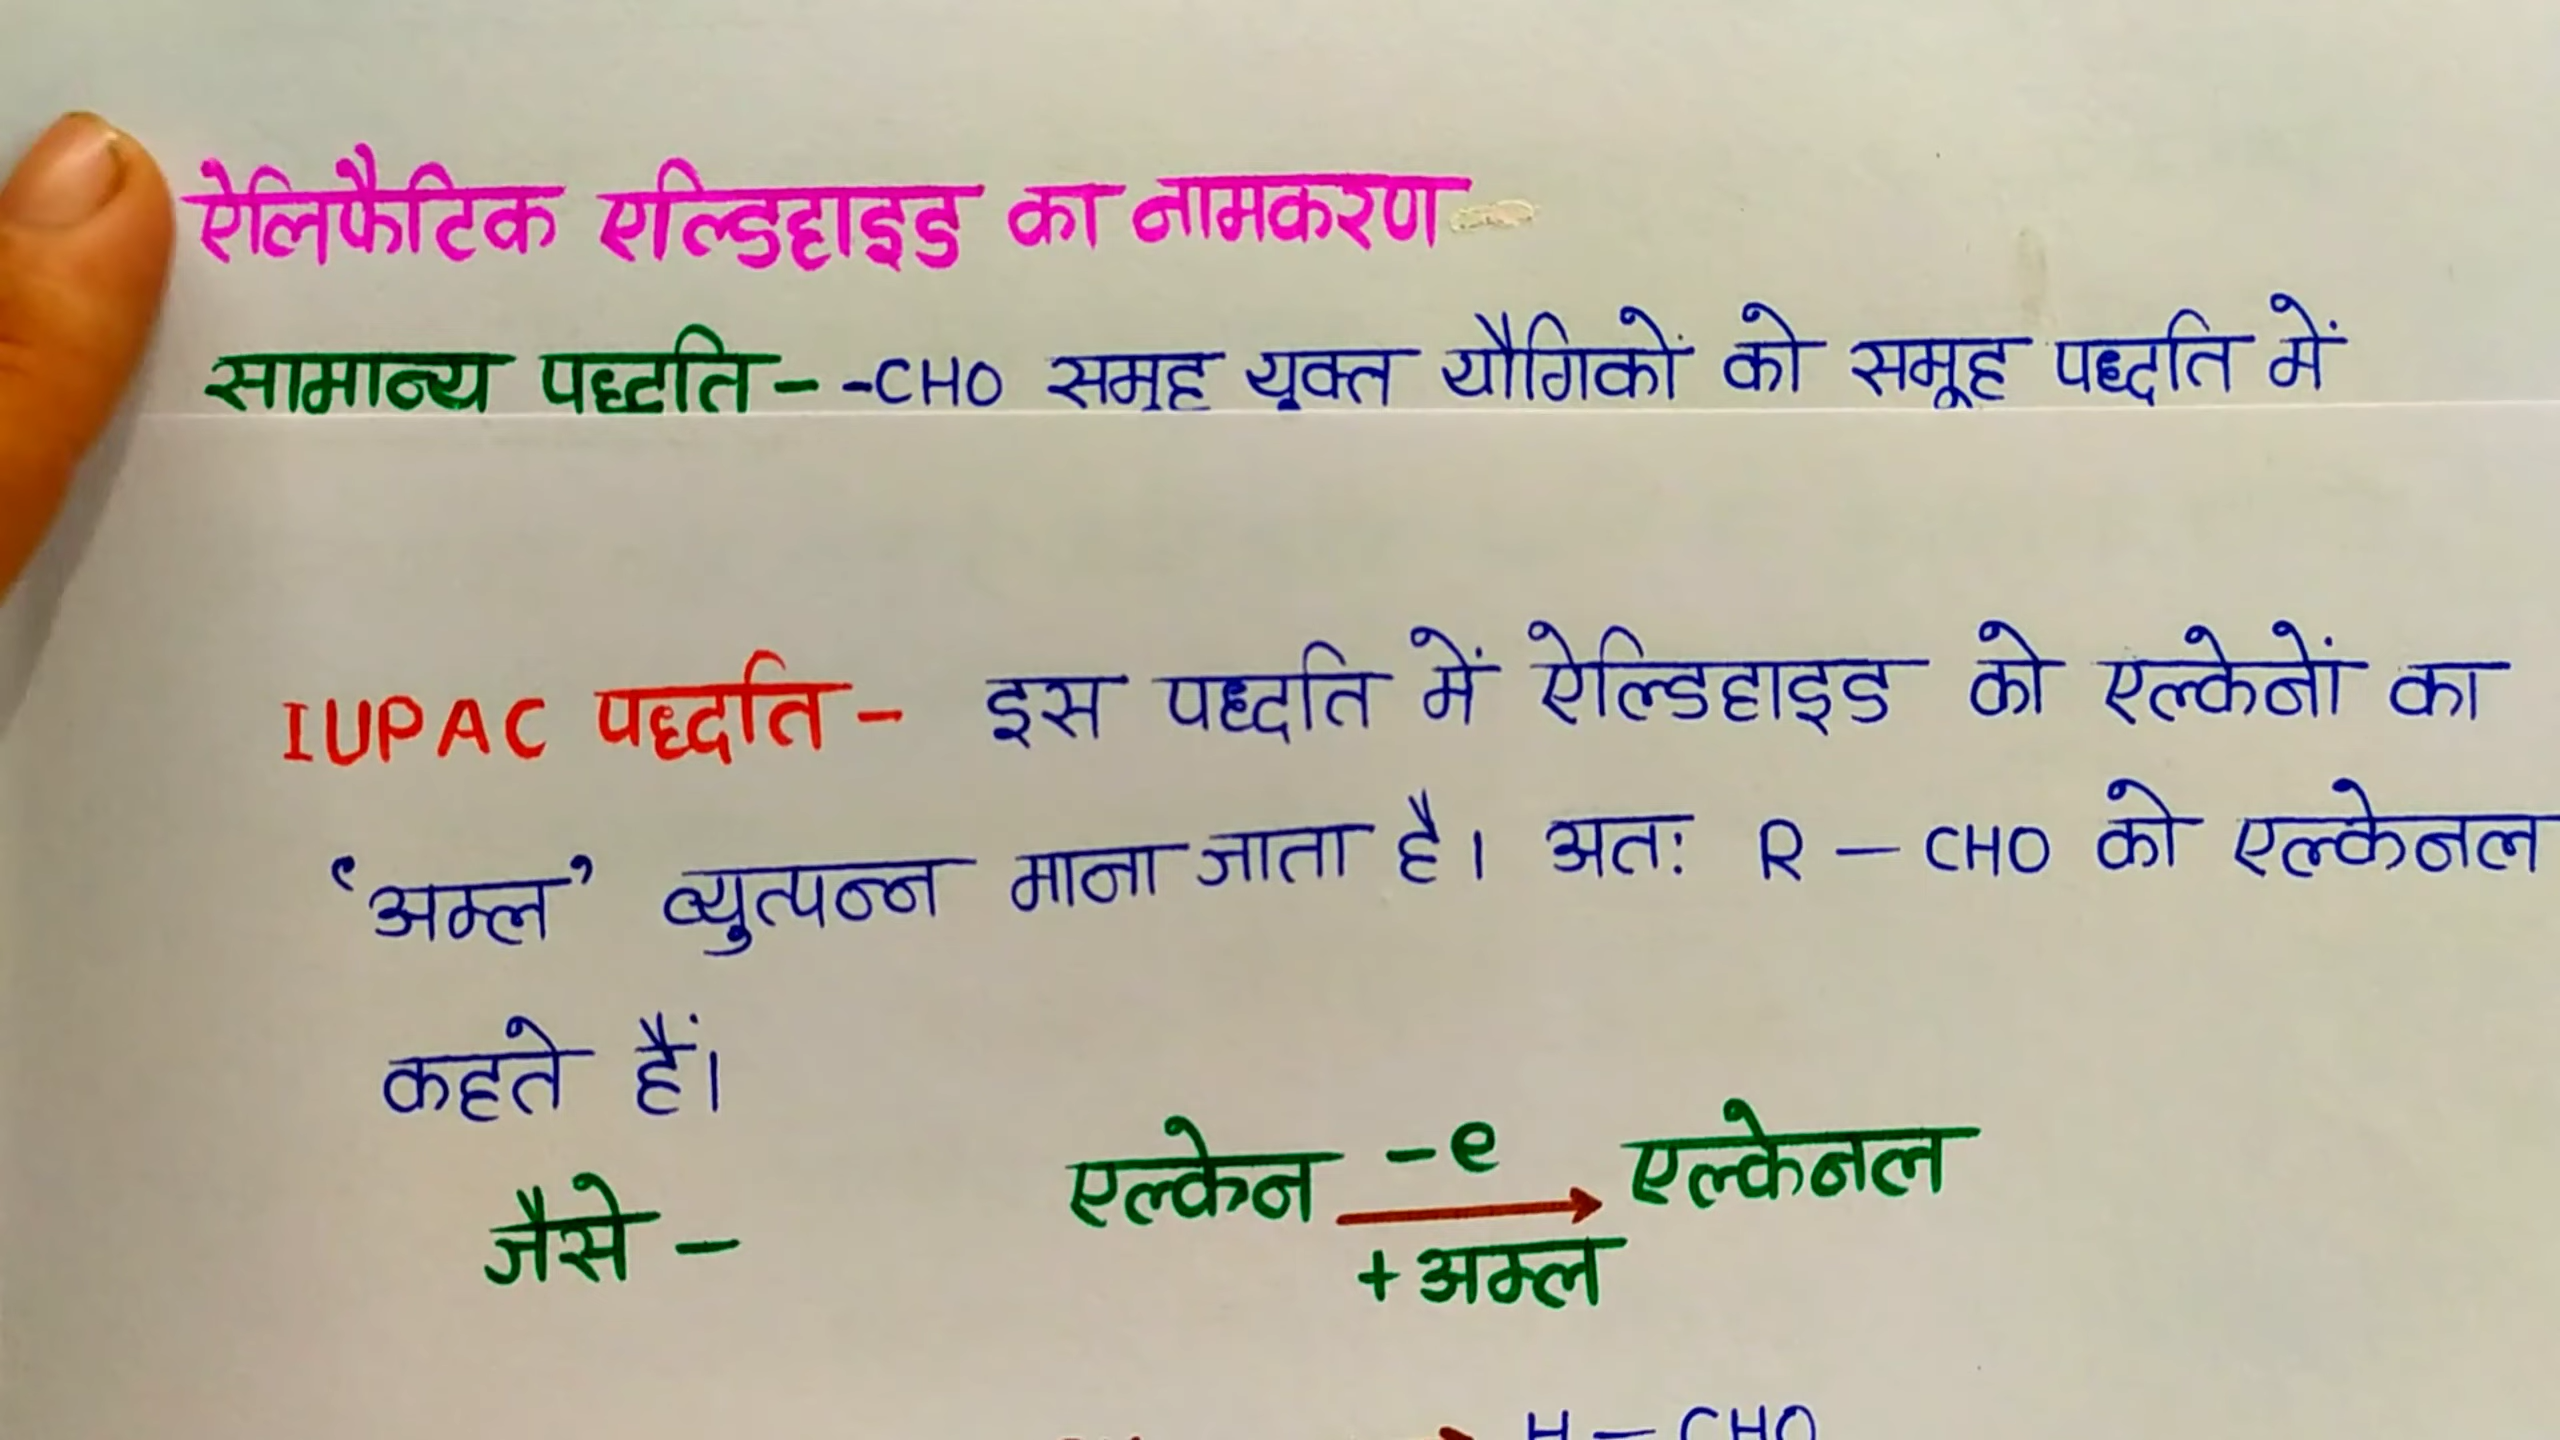 ऐलिफैटिक एल्डिहाइड का नामकरण-
सामान्य पद्धति- -CHO समूह युक्त यौगिकों को समूह पद्धति में
IUPAC पद्धति- इस पद्धति में ऐल्डिहाइड को एल्केनों का
'अम्ल' व्युत्पन्न माना जाता है। अतः R-CHO को एल्केनल
कहते हैं।
जैसे - एल्केन -e → एल्केनल
+अम्ल
H-CHO